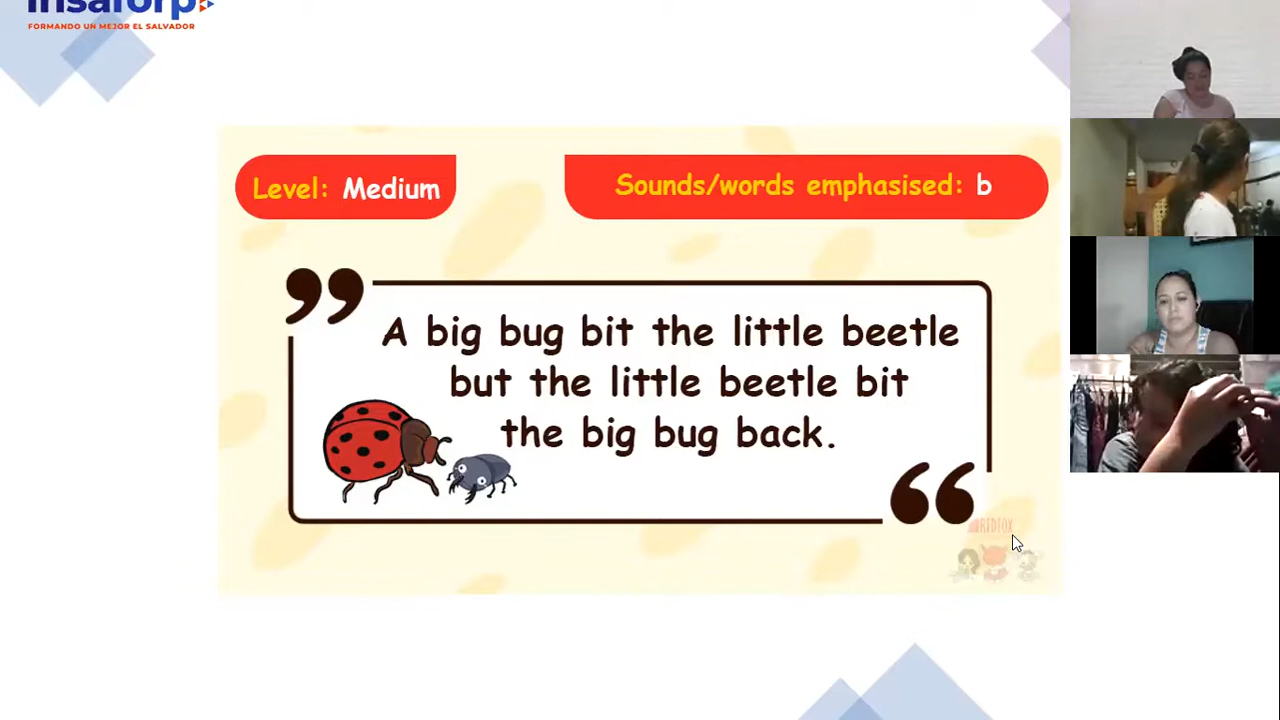 insaforp
FORMANDO UN MEJOR EL SALVADOR
Level: Medium
Sounds/words emphasised: b
A big bug bit the little beetle
but the little beetle bit
the big bug back.
REDFOX